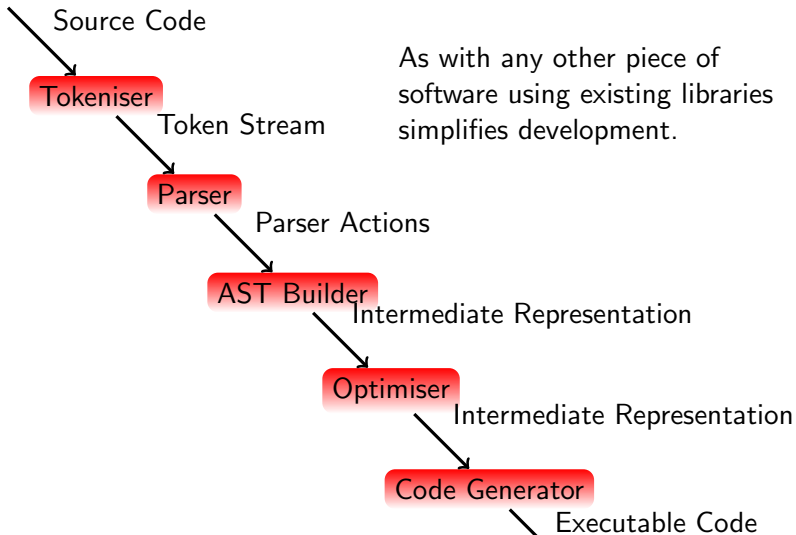 Source Code
As with any other piece of
software using existing libraries
simplifies development.
Tokeniser
Token Stream
Parser
Parser Actions
AST Builder
Intermediate Representation
Optimiser
Intermediate Representation
Code Generator
Executable Code